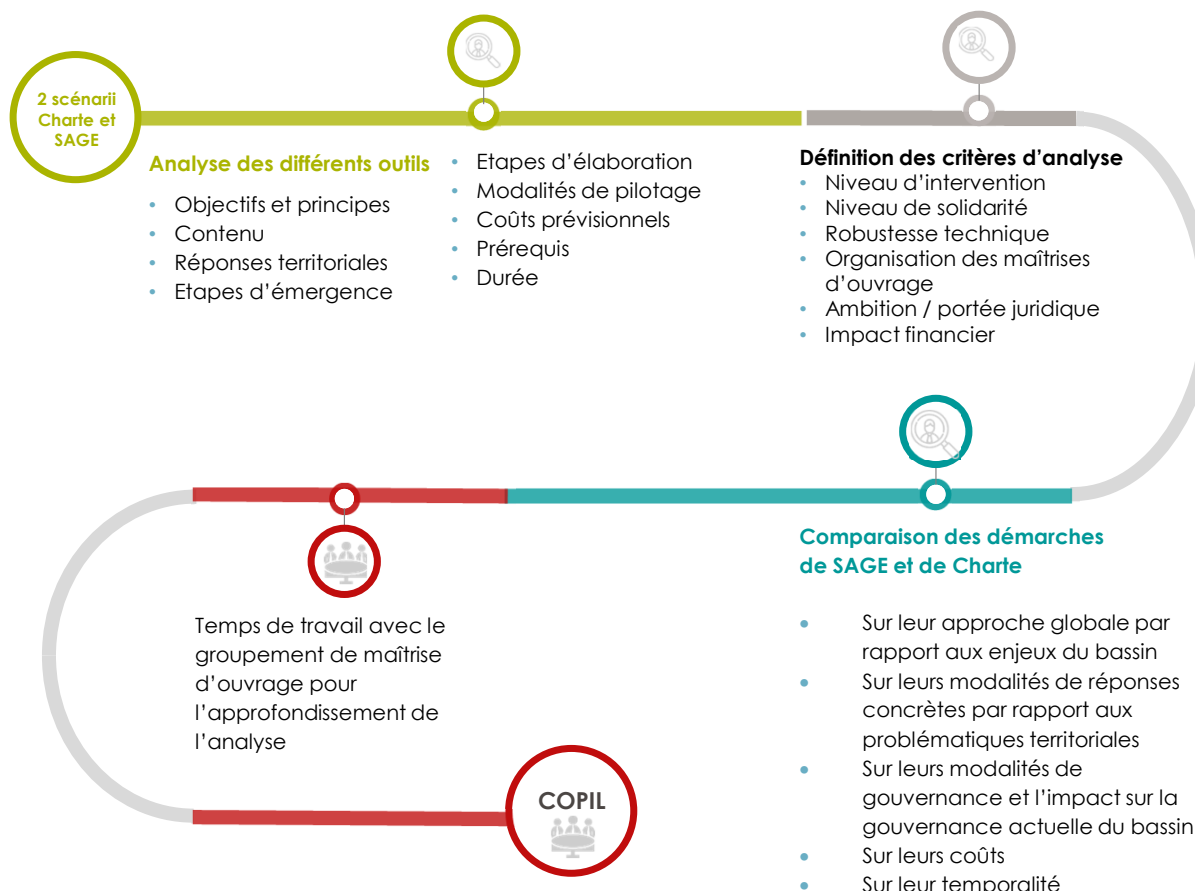 2 scénarii
Charte et
SAGE
Analyse des différents outils
• Objectifs et principes
• Contenu
• Réponses territoriales
• Etapes d’émergence
• Etapes d’élaboration
• Modalités de pilotage
• Coûts prévisionnels
• Prérequis
• Durée
Définition des critères d’analyse
• Niveau d’intervention
• Niveau de solidarité
• Robustesse technique
• Organisation des maîtrises
d’ouvrage
• Ambition / portée juridique
• Impact financier
Comparaison des démarches
de SAGE et de Charte
• Sur leur approche globale par
rapport aux enjeux du bassin
• Sur leurs modalités de réponses
concrètes par rapport aux
problématiques territoriales
• Sur leurs modalités de
gouvernance et l’impact sur la
gouvernance actuelle du bassin
• Sur leurs coûts
• Sur leur temporalité
Temps de travail avec le
groupement de maîtrise
d’ouvrage pour
l’approfondissement de
l’analyse
COPIL